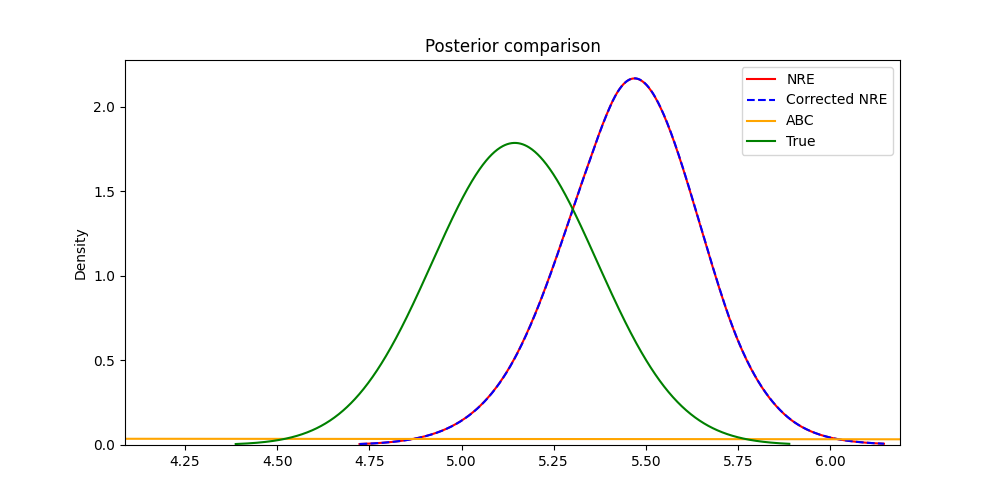 Posterior comparison
NRE
Corrected NRE
ABC
True
Density
2.0
1.5
1.0
0.5
0.0
4.25 4.50 4.75 5.00 5.25 5.50 5.75 6.00